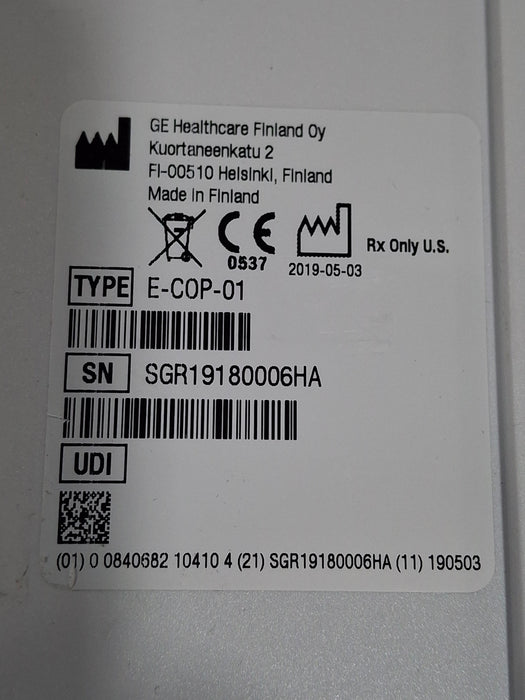 GE Healthcare Finland Oy
Kuortaneenkatu 2
FI-00510 Helsinki, Finland
Made in Finland
CE
0537
2019-05-03
Rx Only U.S.
TYPE E-COP-01
SN SGR19180006HA
UDI
(01) 0 0840682 10410 4 (21) SGR19180006HA (11) 190503